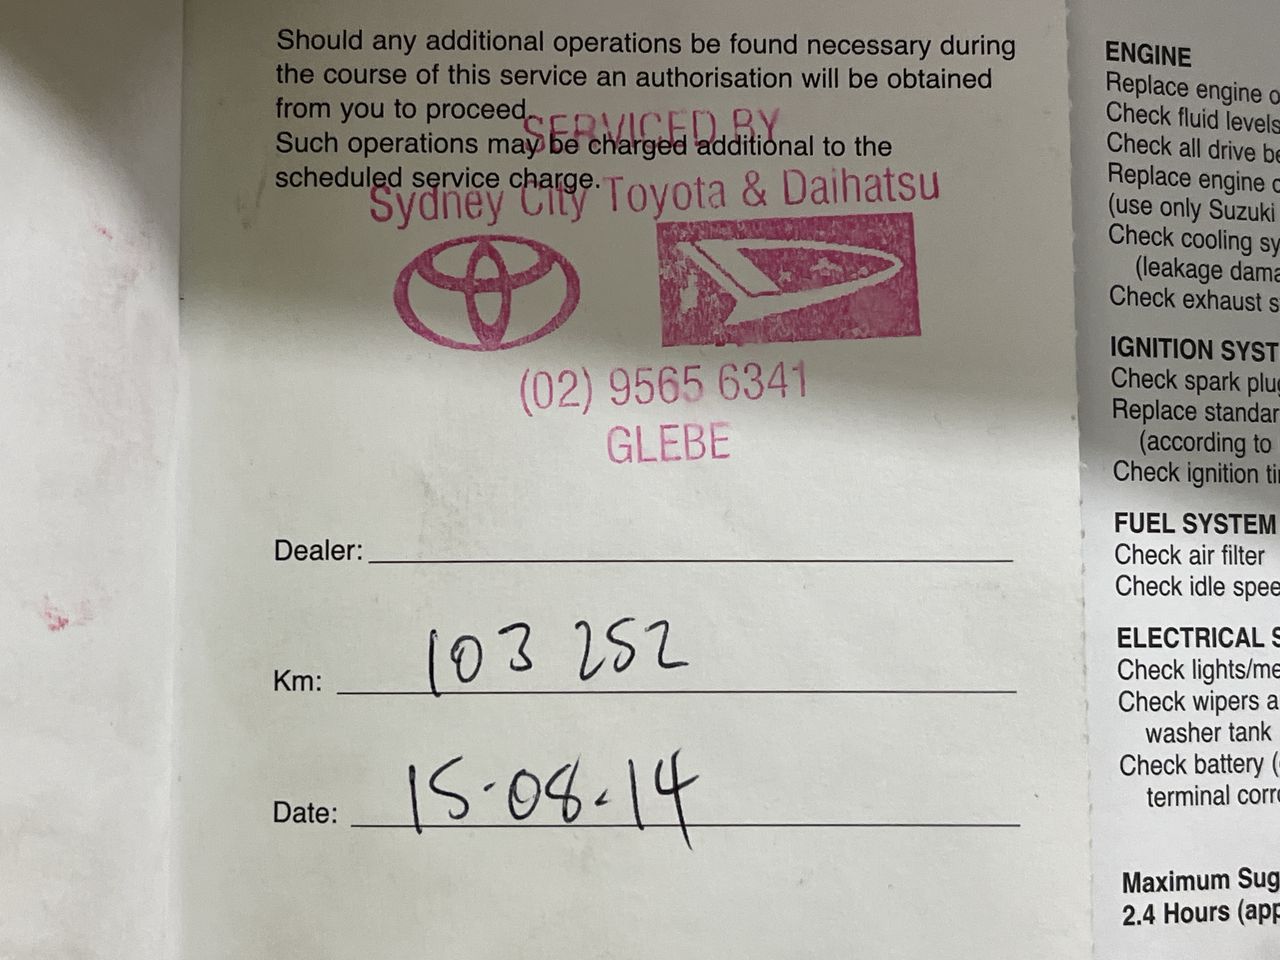 Should any additional operations be found necessary during
the course of this service an authorisation will be obtained
from you to proceed.
SERVICED BY
Such operations may be charged additional to the
scheduled service charge.
Sydney City Toyota & Daihatsu
(02) 9565 6341
GLEBE
Dealer:
Km: 103 252
Date: 15-08-14
ENGINE
Replace engine
Check fluid levels
Check all drive
Replace engine
(use only Suzuki
Check cooling
(leakage
Check exhaust
IGNITION
Check spark
Replace
(according to
Check ignition
FUEL SYSTEM
Check air filter
Check idle
ELECTRICAL
Check
Check wipers
washer tank
Check battery
terminal
Maximum
2.4 Hours